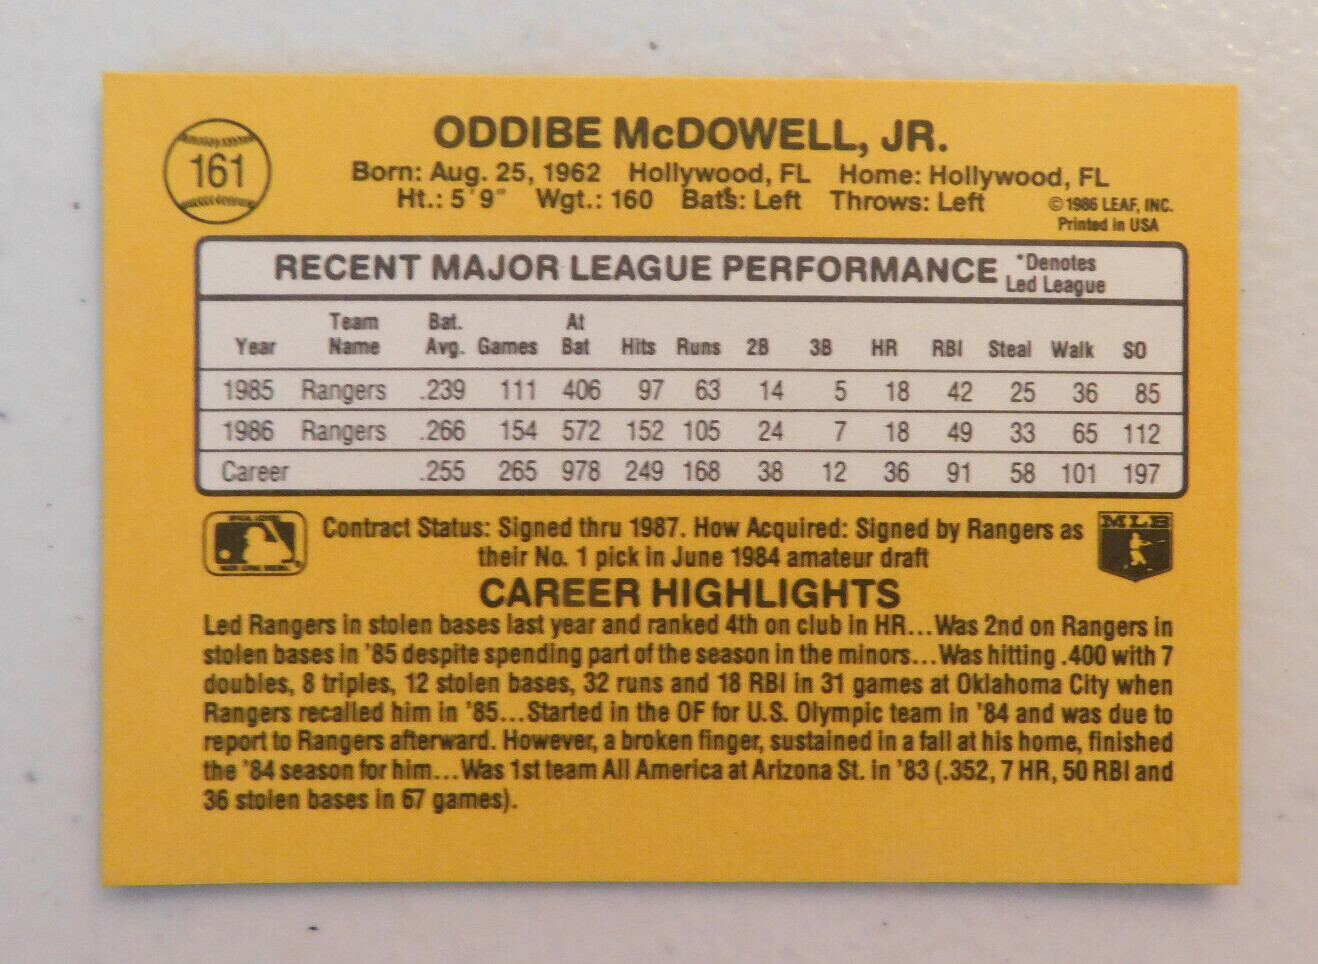 161
ODDIBE McDOWELL, JR.
Born: Aug. 25, 1962 Hollywood, FL Home: Hollywood, FL
Ht.: 5'9" Wgt.: 160 Bats: Left Throws: Left
©1986 LEAF, INC.
Printed in USA
RECENT MAJOR LEAGUE PERFORMANCE
*Denotes
Led League
Year Team Name Bat. Avg. Games At Bat Hits Runs 2B 3B HR RBI Steal Walk SO
1985 Rangers .239 111 406 97 63 14 5 18 42 25 36 85
1986 Rangers .266 154 572 152 105 24 7 18 49 33 65 112
Career .255 265 978 249 168 38 12 36 91 58 101 197
Contract Status: Signed thru 1987. How Acquired: Signed by Rangers as
their No. 1 pick in June 1984 amateur draft
MLB
CAREER HIGHLIGHTS
Led Rangers in stolen bases last year and ranked 4th on club in HR...Was 2nd on Rangers in
stolen bases in '85 despite spending part of the season in the minors...Was hitting .400 with 7
doubles, 8 triples, 12 stolen bases, 32 runs and 18 RBI in 31 games at Oklahoma City when
Rangers recalled him in '85...Started in the OF for U.S. Olympic team in '84 and was due to
report to Rangers afterward. However, a broken finger, sustained in a fall at his home, finished
the '84 season for him...Was 1st team All America at Arizona St. in '83 (.352, 7 HR, 50 RBI and
36 stolen bases in 67 games).